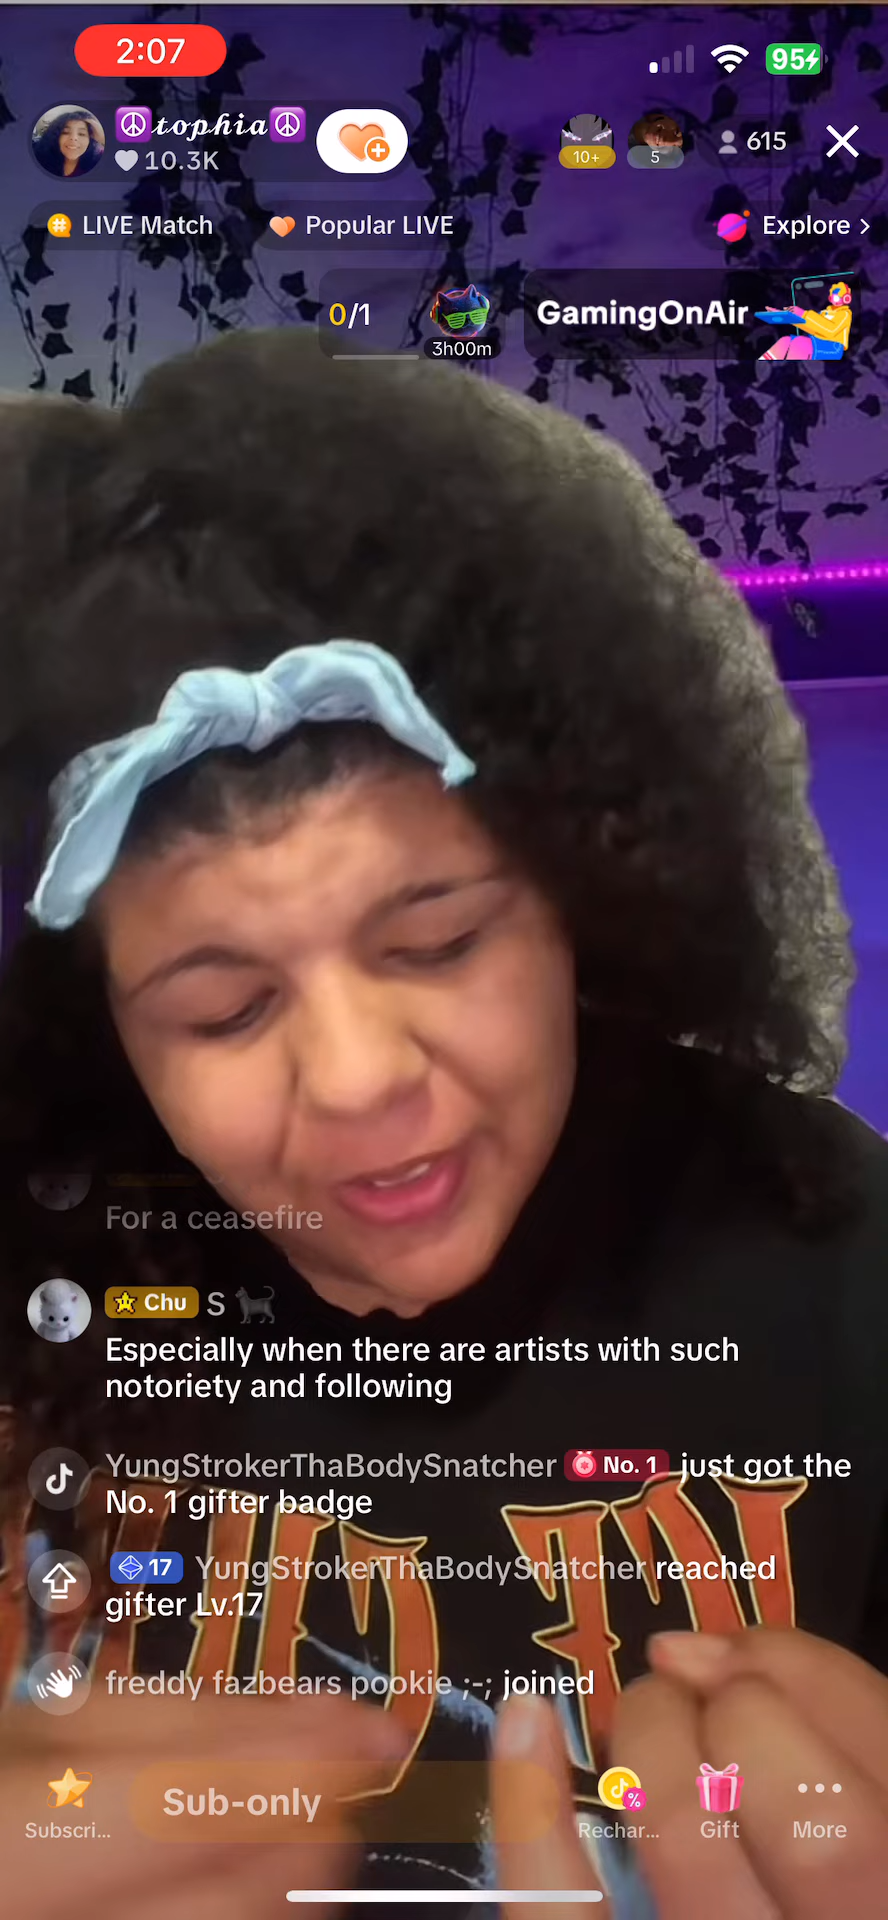 2:07
95
☮tophia☮
10.3K
10+
5
615
LIVE Match
Popular LIVE
Explore >
0/1
3h00m
GamingOnAir
For a ceasefire
Chu S 🐈‍⬛
Especially when there are artists with such
notoriety and following
YungStrokerThaBodySnatcher No. 1 just got the
No. 1 gifter badge
17 YungStrokerThaBodySnatcher reached
gifter Lv.17
freddy fazbears pookie ;-; joined
Sub-only
Subscri...
Rechar...
Gift
More